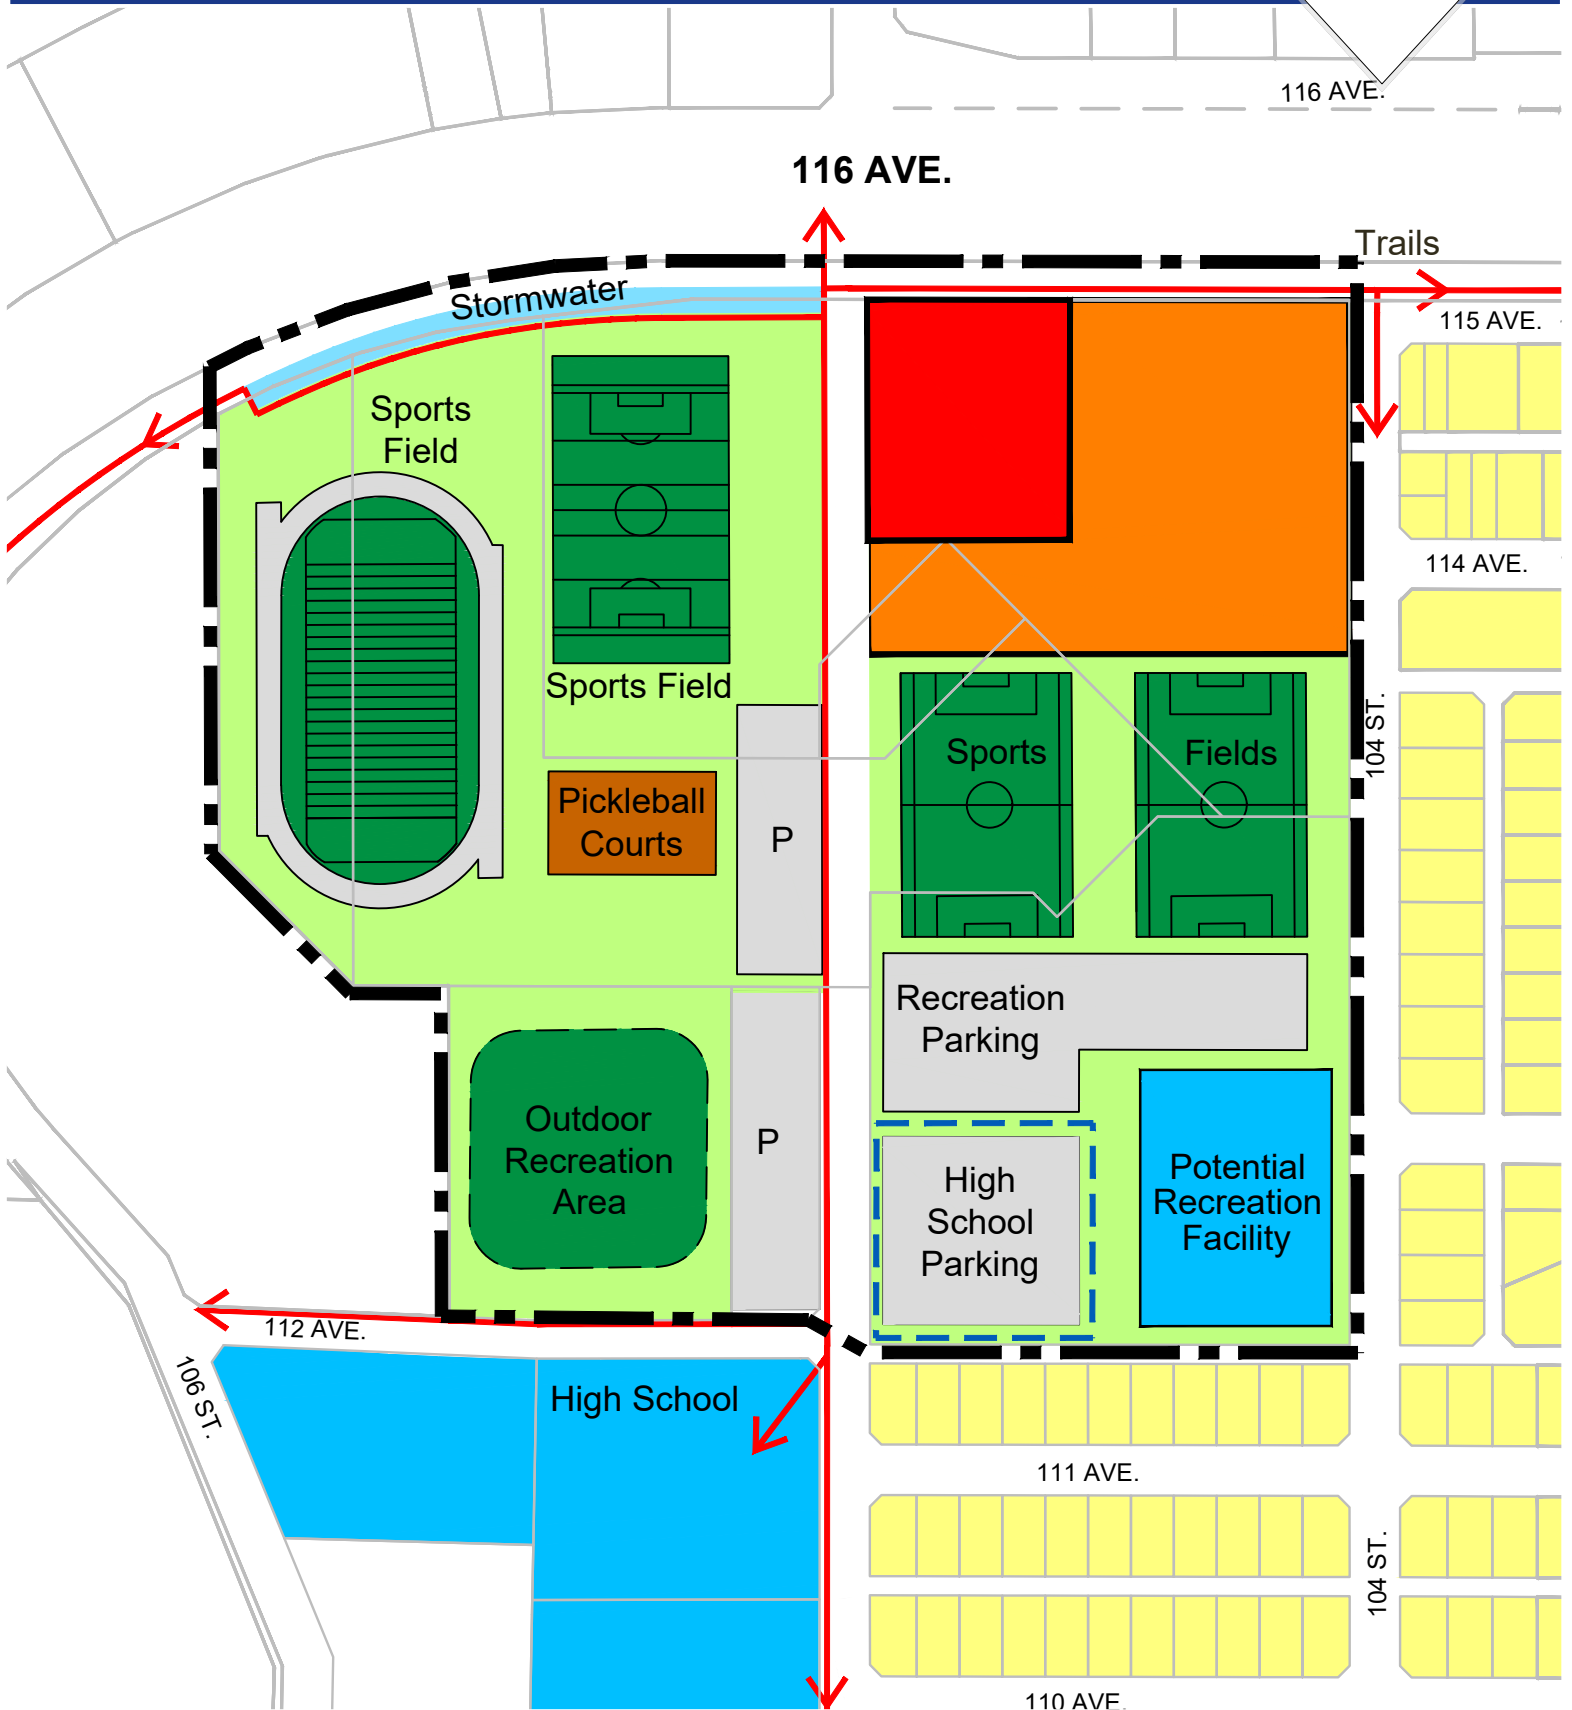 116 AVE.
116 AVE.
Trails
Stormwater
115 AVE.
Sports
Field
114 AVE.
Sports Field
104 ST.
Sports
Fields
Pickleball
Courts
P
Recreation
Parking
Outdoor
Recreation
Area
P
High
School
Parking
Potential
Recreation
Facility
112 AVE.
106 ST.
High School
111 AVE.
104 ST.
110 AVE.